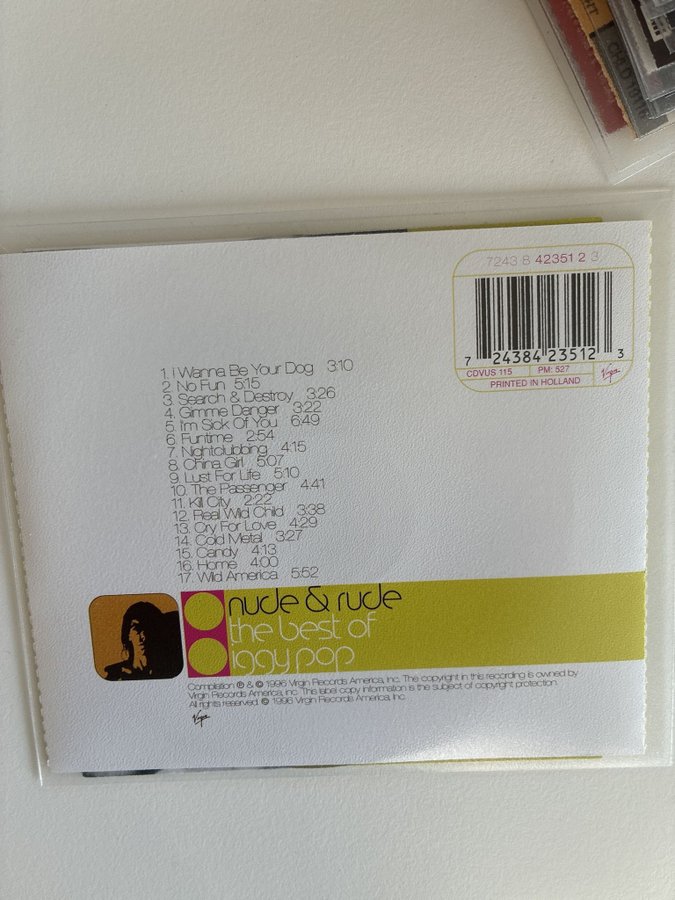 7243 8 42351 2 3
7 24384 23512 3
CDVUS 115 PM: 527 Virgin
PRINTED IN HOLLAND
1. I Wanna Be Your Dog 3:10
2. No Fun 5:15
3. Search & Destroy 3:26
4. Gimme Danger 3:22
5. I'm Sick Of You 6:49
6. Funtime 2:54
7. Nightclubbing 4:15
8. China Girl 5:07
9. Lust For Life 5:10
10. The Passenger 4:41
11. Kill City 2:22
12. Real Wild Child 3:38
13. Cry For Love 4:29
14. Cold Metal 3:27
15. Candy 4:13
16. Home 4:00
17. Wild America 5:52
nude & rude
the best of
iggy pop
Compilation ℗ & © 1996 Virgin Records America, Inc. The copyright in this recording is owned by
Virgin Records America, Inc. This label copy information is the subject of copyright protection.
All rights reserved. © 1996 Virgin Records America, Inc.
Virgin